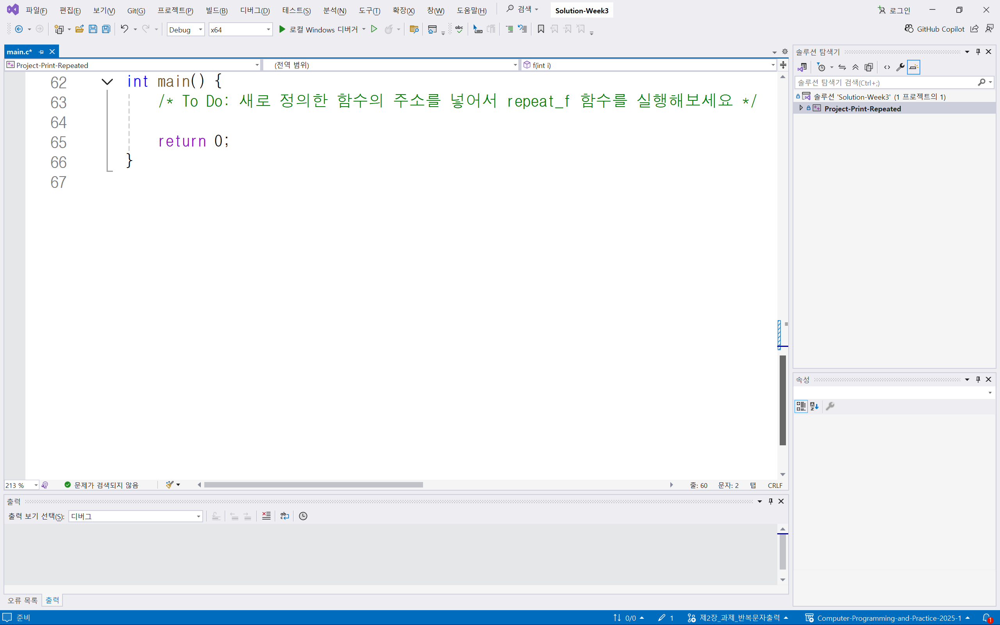 파일(F) 편집(E) 보기(V) Git(G) 프로젝트(P) 빌드(B) 디버그(D) 테스트(S) 분석(N) 도구(T) 확장(X) 창(W) 도움말(H) 검색 Solution-Week3 로그인
Debug x64 로컬 Windows 디버거 abc GitHub Copilot
main.c*
Project-Print-Repeated (전역 범위) f(int i)
62 int main() {
63 /* To Do: 새로 정의한 함수의 주소를 넣어서 repeat_f 함수를 실행해보세요 */
64
65 return 0;
66 }
67
213 % 문제가 검색되지 않음 줄: 60 문자: 2 탭 CRLF
출력
출력 보기 선택(S): 디버그
오류 목록 출력
솔루션 탐색기
솔루션 탐색기 검색(Ctrl+;)
솔루션 'Solution-Week3' (1 프로젝트의 1)
Project-Print-Repeated
속성
준비 0/0 1 제2장_과제_반복문자출력 Computer-Programming-and-Practice-2025-1 1